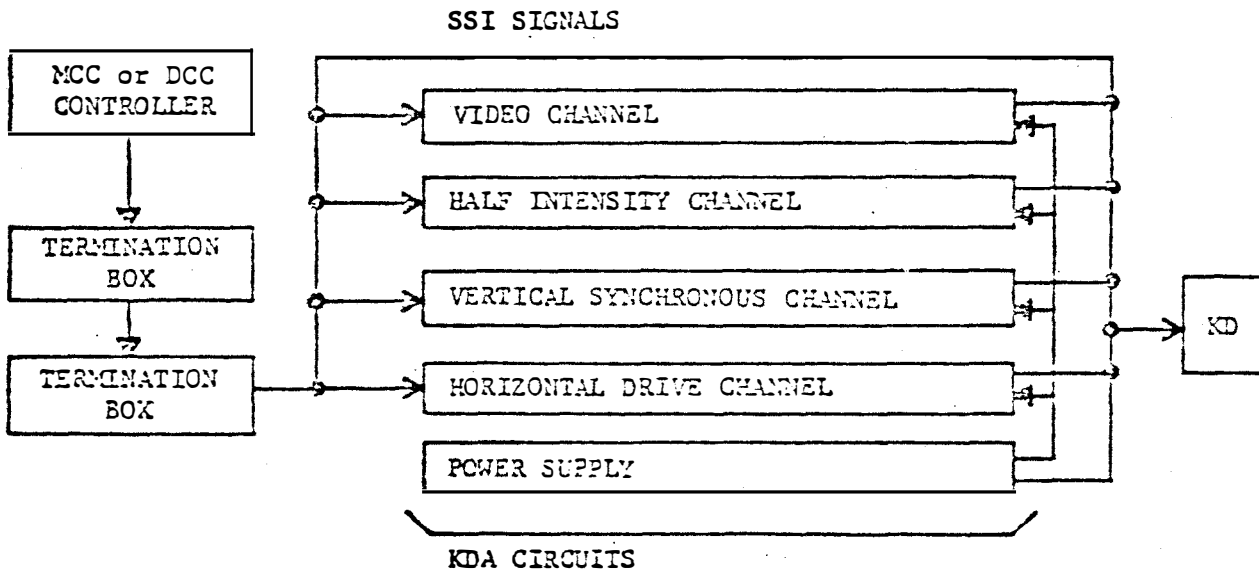 SSI SIGNALS
MCC or DCC
CONTROLLER
VIDEO CHANNEL
HALF INTENSITY CHANNEL
TERMINATION
BOX
VERTICAL SYNCHRONOUS CHANNEL
KD
TERMINATION
BOX
HORIZONTAL DRIVE CHANNEL
POWER SUPPLY
KDA CIRCUITS